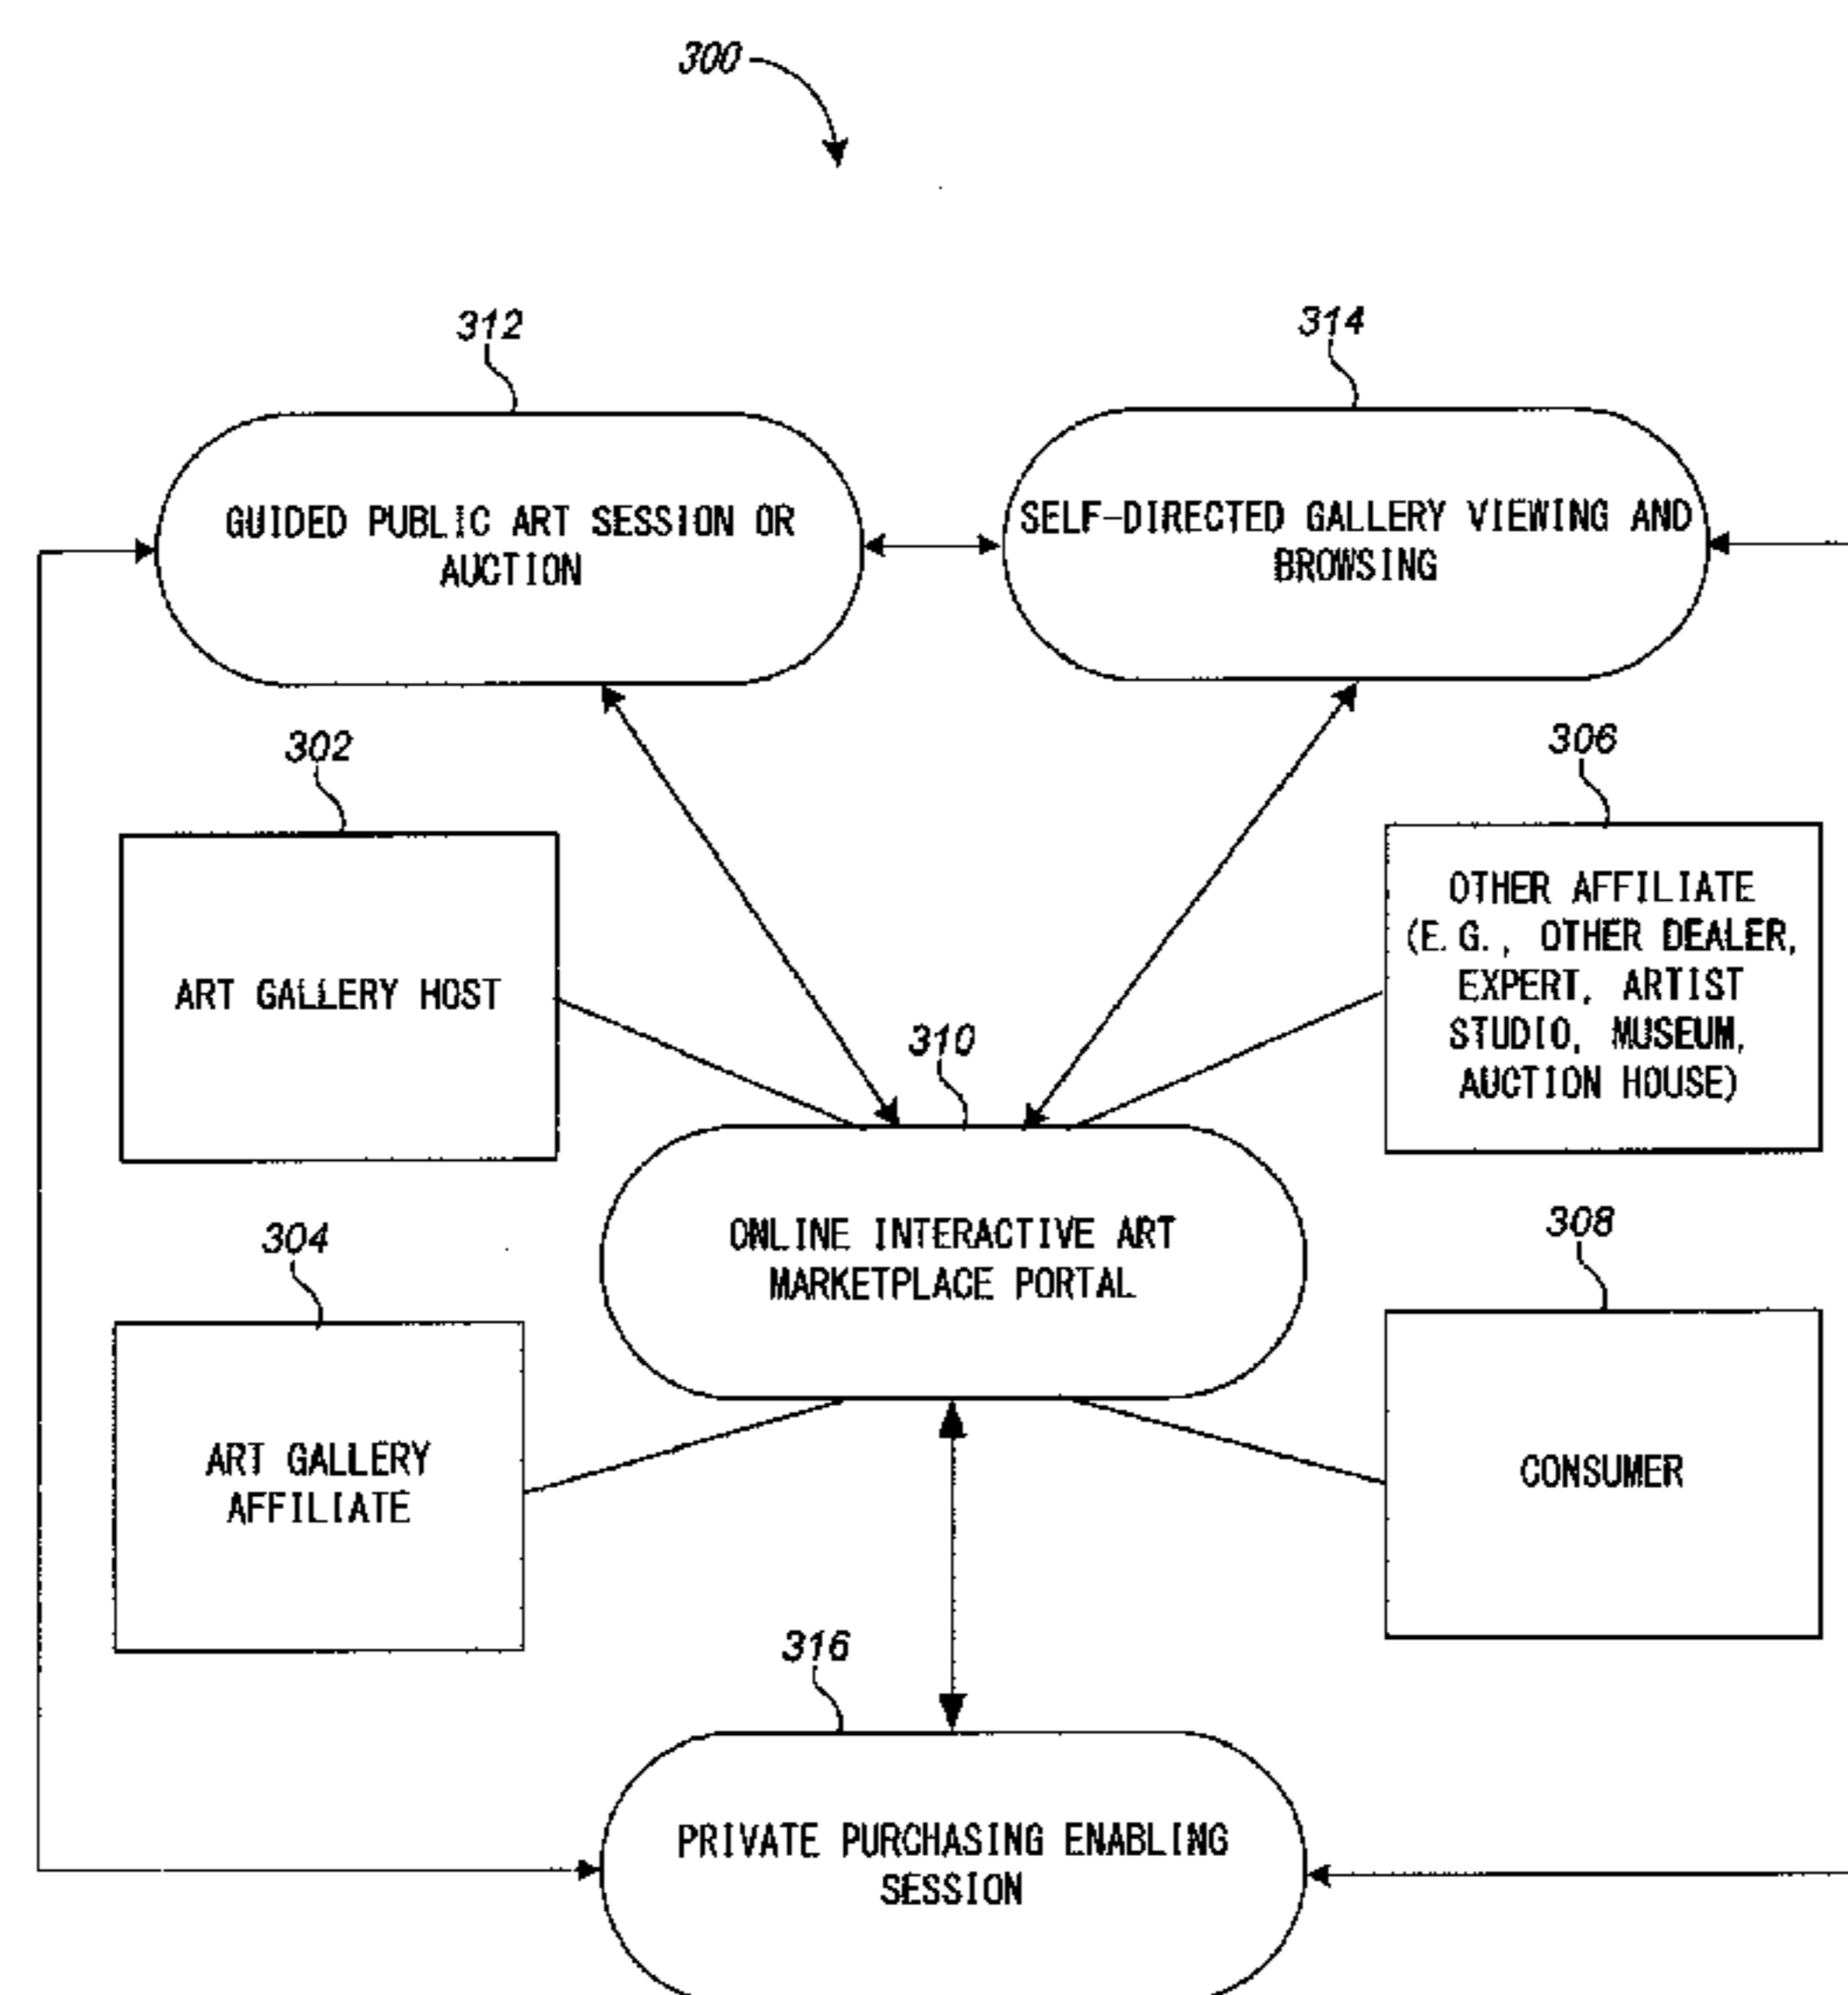 300
312
314
GUIDED PUBLIC ART SESSION OR
AUCTION
SELF-DIRECTED GALLERY VIEWING AND
BROWSING
302
306
ART GALLERY HOST
OTHER AFFILIATE
(E.G., OTHER DEALER,
EXPERT, ARTIST
STUDIO, MUSEUM,
AUCTION HOUSE)
310
ONLINE INTERACTIVE ART
MARKETPLACE PORTAL
304
308
ART GALLERY
AFFILIATE
CONSUMER
316
PRIVATE PURCHASING ENABLING
SESSION